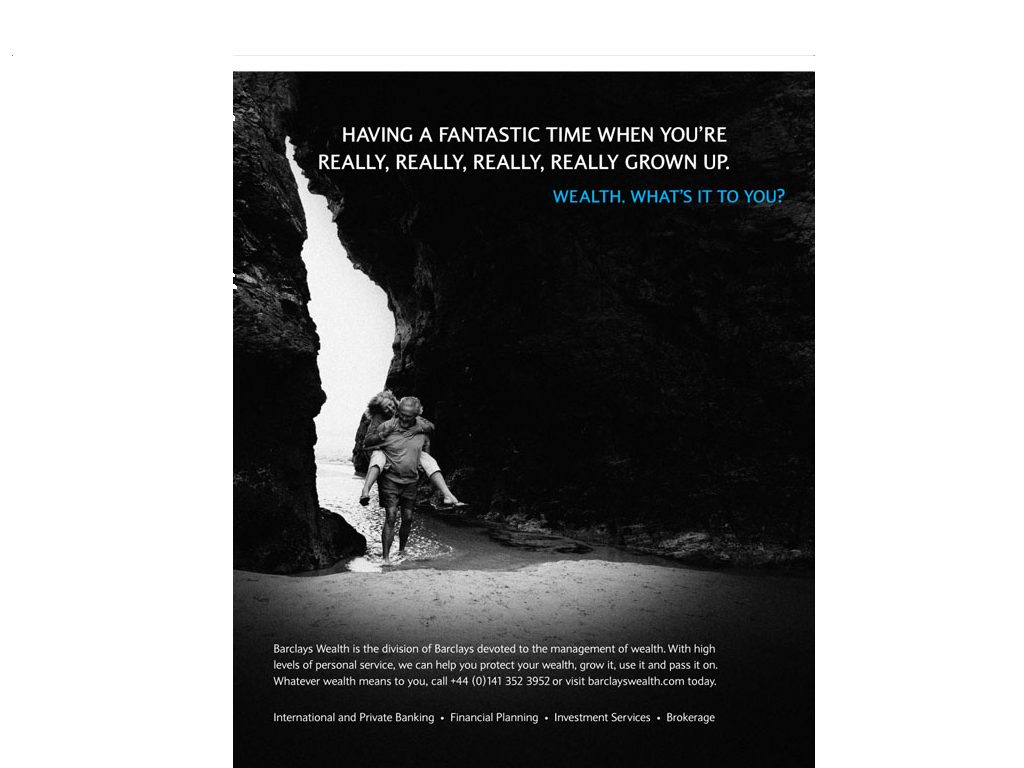 HAVING A FANTASTIC TIME WHEN YOU'RE
REALLY, REALLY, REALLY, REALLY GROWN UP.
WEALTH. WHAT'S IT TO YOU?
Barclays Wealth is the division of Barclays devoted to the management of wealth. With high
levels of personal service, we can help you protect your wealth, grow it, use it and pass it on.
Whatever wealth means to you, call +44 (0)141 352 3952 or visit barclayswealth.com today.
International and Private Banking • Financial Planning • Investment Services • Brokerage